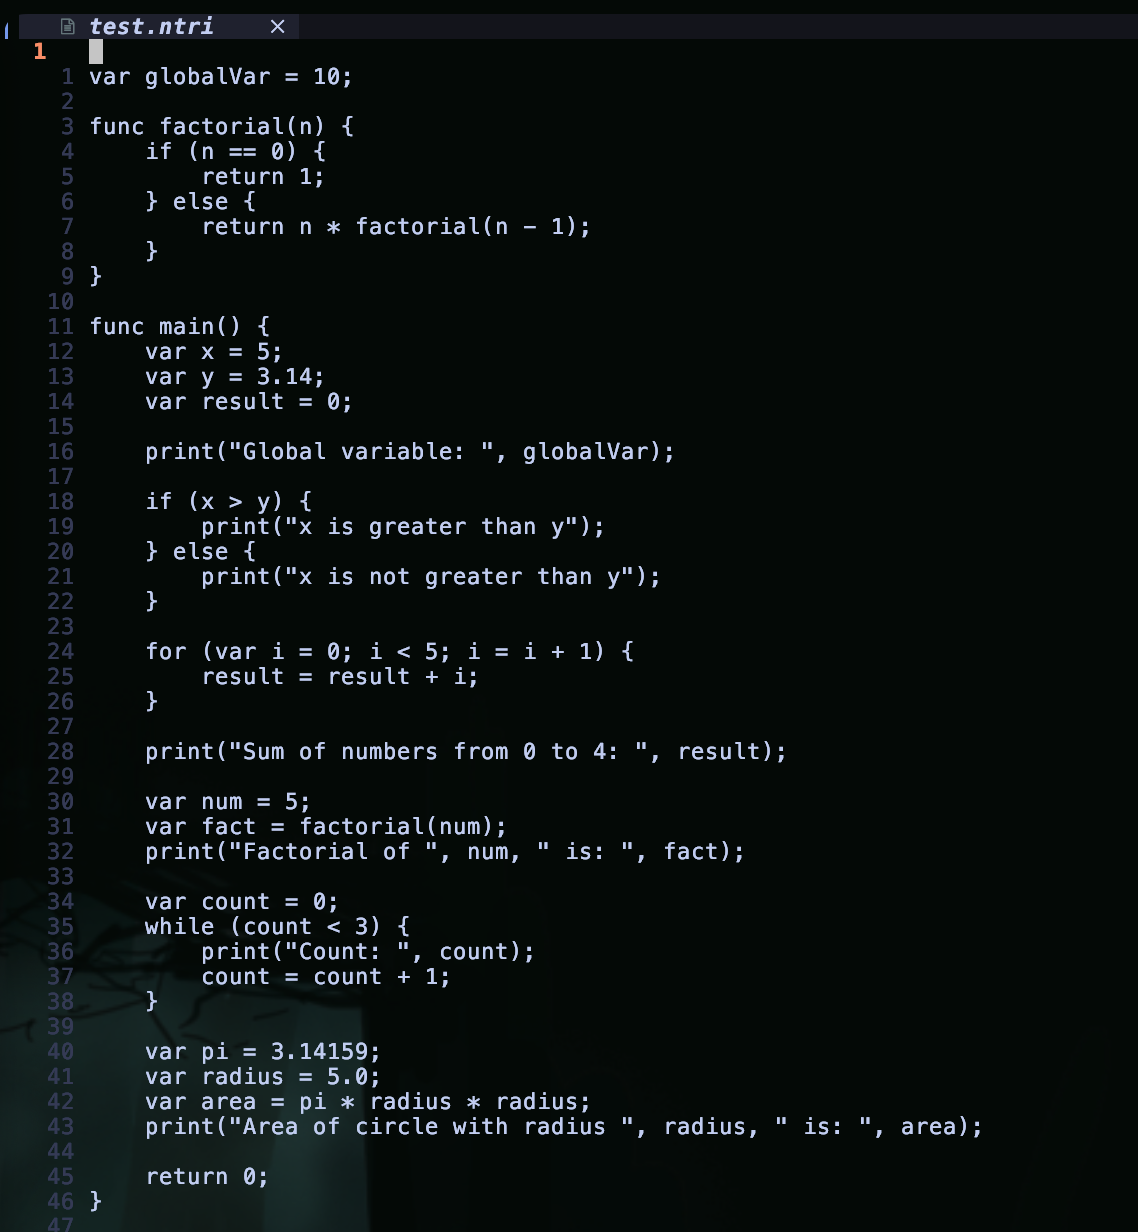 test.ntri ×
1
1 var globalVar = 10;
2
3 func factorial(n) {
4     if (n == 0) {
5         return 1;
6     } else {
7         return n * factorial(n - 1);
8     }
9 }
10
11 func main() {
12     var x = 5;
13     var y = 3.14;
14     var result = 0;
15
16     print("Global variable: ", globalVar);
17
18     if (x > y) {
19         print("x is greater than y");
20     } else {
21         print("x is not greater than y");
22     }
23
24     for (var i = 0; i < 5; i = i + 1) {
25         result = result + i;
26     }
27
28     print("Sum of numbers from 0 to 4: ", result);
29
30     var num = 5;
31     var fact = factorial(num);
32     print("Factorial of ", num, " is: ", fact);
33
34     var count = 0;
35     while (count < 3) {
36         print("Count: ", count);
37         count = count + 1;
38     }
39
40     var pi = 3.14159;
41     var radius = 5.0;
42     var area = pi * radius * radius;
43     print("Area of circle with radius ", radius, " is: ", area);
44
45     return 0;
46 }
47